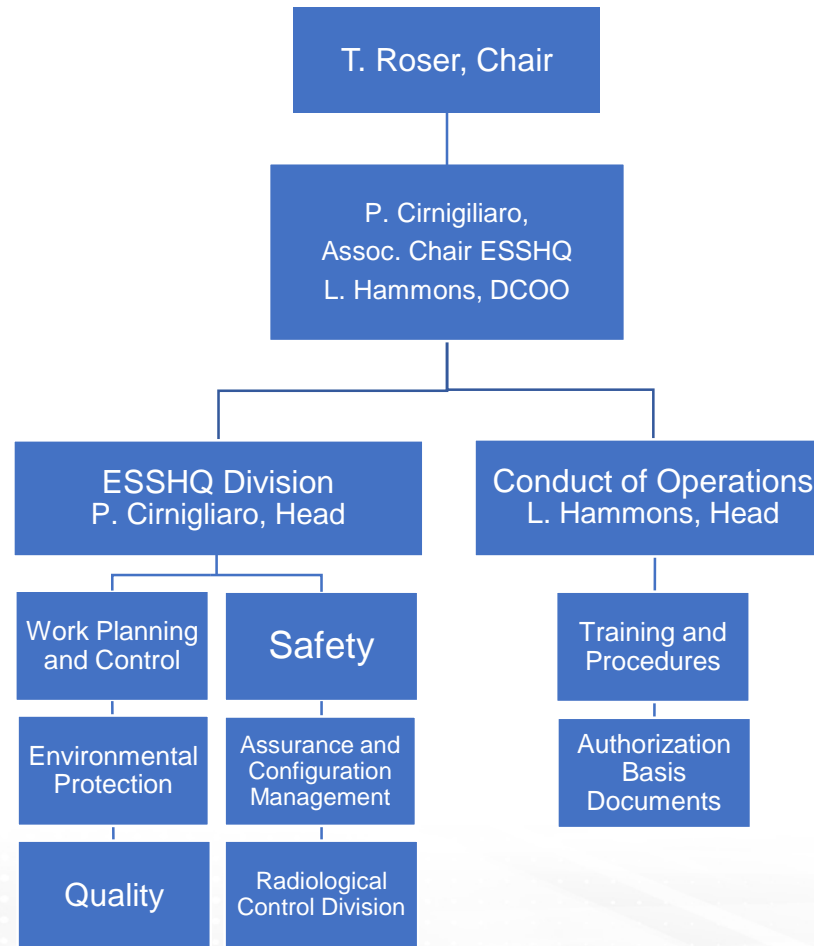 T. Roser, Chair
P. Cirnigiliaro,
Assoc. Chair ESSHQ
L. Hammons, DCOO
ESSHQ Division
P. Cirnigliaro, Head
Conduct of Operations
L. Hammons, Head
Work Planning
and Control
Safety
Training and
Procedures
Environmental
Protection
Assurance and
Configuration
Management
Authorization
Basis
Documents
Quality
Radiological
Control Division